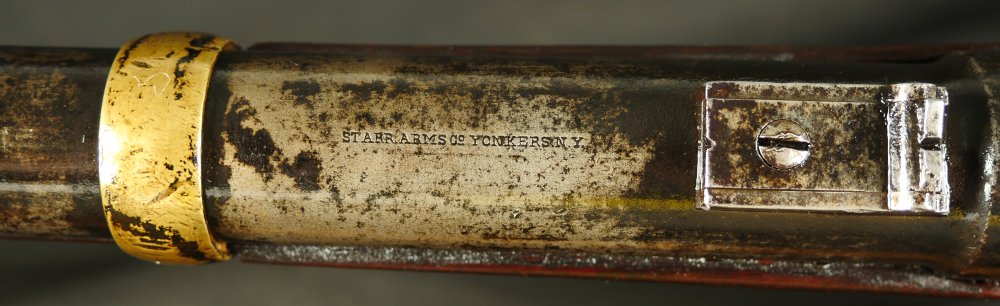 STARR ARMS Co YONKERS N.Y.